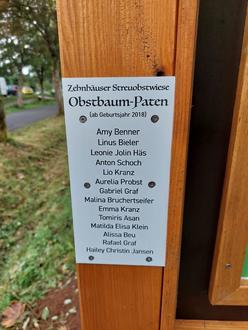 Zehnhäuser Streuobstwiese
Obstbaum-Paten
(ab Geburtsjahr 2018)
Amy Benner
Linus Bieler
Leonie Jolin Häs
Anton Schoch
Lio Kranz
Aurelia Probst
Gabriel Graf
Malina Bruchertseifer
Emma Kranz
Tomiris Asan
Matilda Elisa Klein
Alissa Beu
Rafael Graf
Hailey Christin Jansen